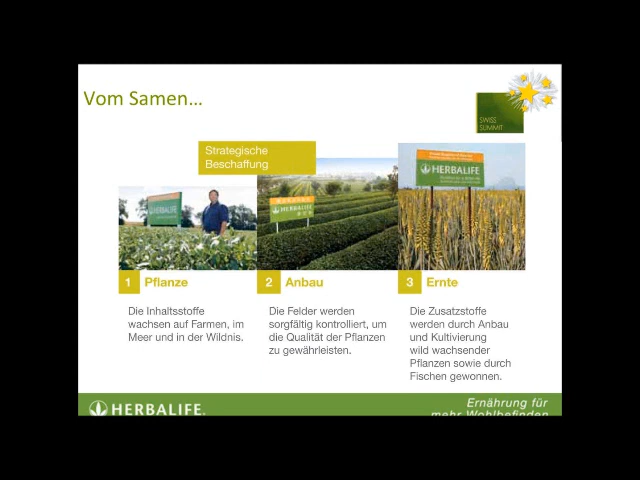 Vom Samen...
SWISS
SUMMIT
Strategische
Beschaffung
HERBALIFE
HERBALIFE
HERBALIFE
1 Pflanze
Die Inhaltsstoffe
wachsen auf Farmen, im
Meer und in der Wildnis.
2 Anbau
Die Felder werden
sorgfältig kontrolliert, um
die Qualität der Pflanzen
zu gewährleisten.
3 Ernte
Die Zusatzstoffe
werden durch Anbau
und Kultivierung
wild wachsender
Pflanzen sowie durch
Fischen gewonnen.
HERBALIFE.
Ernährung für
mehr Wohlbefinden